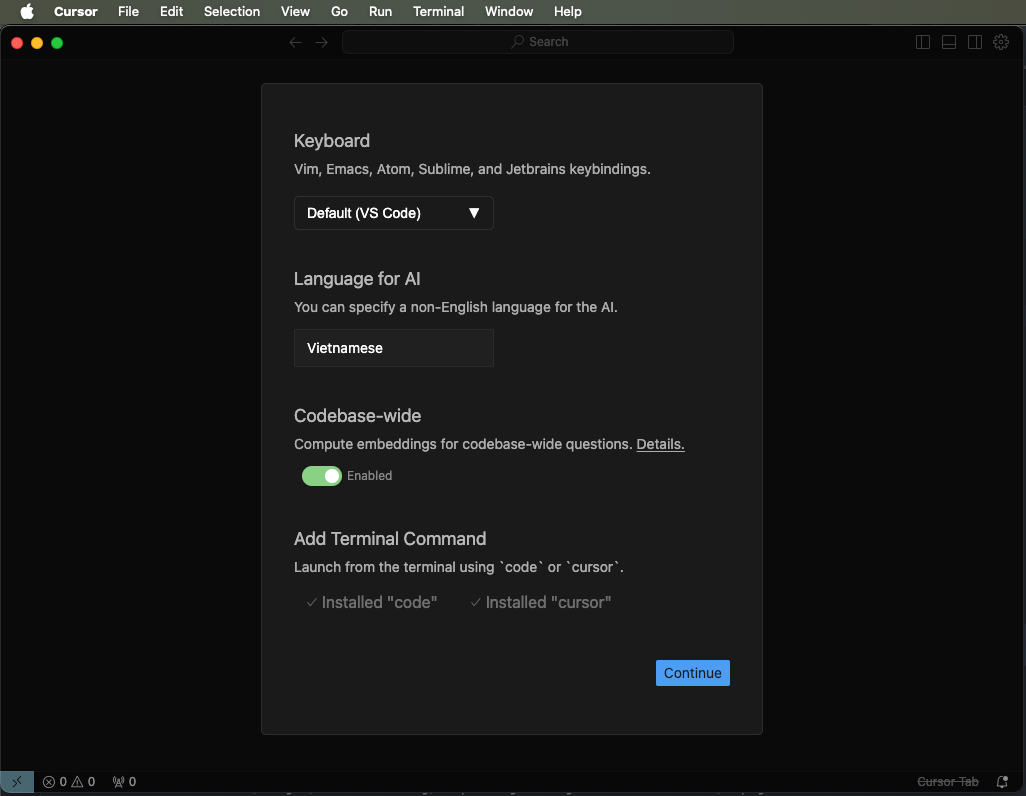 Cursor File Edit Selection View Go Run Terminal Window Help
Search
Keyboard
Vim, Emacs, Atom, Sublime, and Jetbrains keybindings.
Default (VS Code) ▼
Language for AI
You can specify a non-English language for the AI.
Vietnamese
Codebase-wide
Compute embeddings for codebase-wide questions. Details.
Enabled
Add Terminal Command
Launch from the terminal using `code` or `cursor`.
✓ Installed "code" ✓ Installed "cursor"
Continue
0 0 0 Cursor Tab